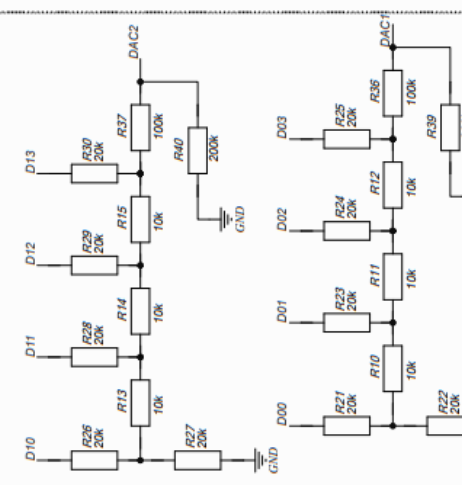 DAC2
DAC1
R37
100k
R40
200k
GND
D13
R30
20k
R15
10k
D12
R29
20k
R14
10k
D11
R28
20k
R13
10k
D10
R26
20k
R27
20k
GND
R36
100k
R39
D03
R25
20k
R12
10k
D02
R24
20k
R11
10k
D01
R23
20k
R10
10k
D00
R21
20k
R22
20k